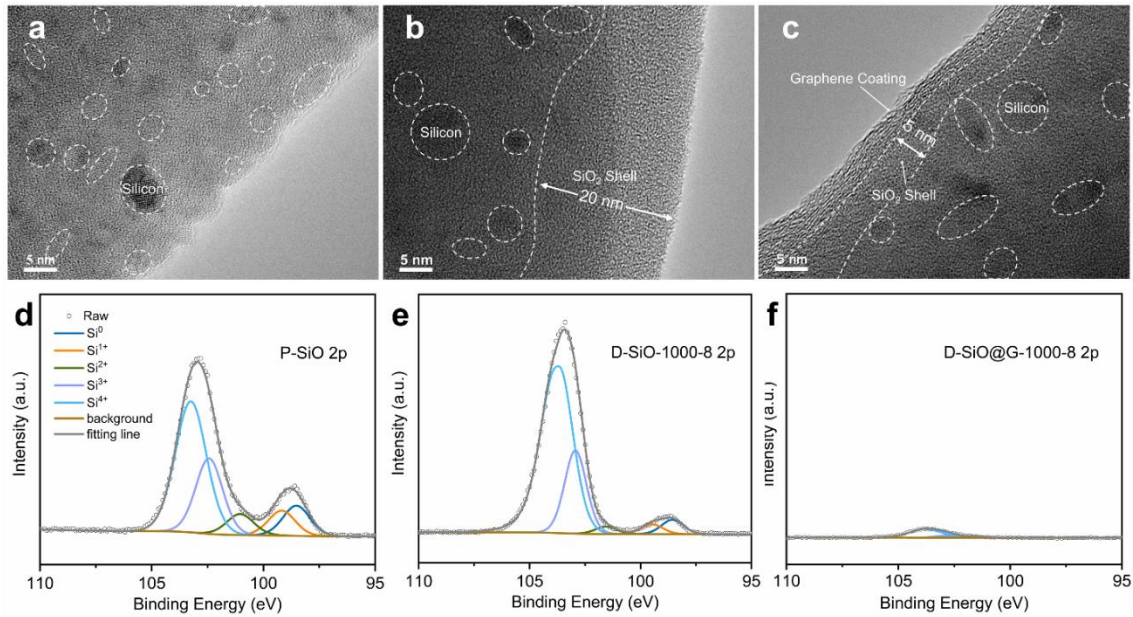 a
Silicon
5 nm
b
Silicon
SiO₂ Shell
20 nm
5 nm
c
Graphene Coating
Silicon
5 nm
SiO₂ Shell
5 nm
d
Raw
Si⁰
Si¹⁺
Si²⁺
Si³⁺
Si⁴⁺
background
fitting line
P-SiO 2p
Intensity (a.u.)
110 105 100 95
Binding Energy (eV)
e
D-SiO-1000-8 2p
Intensity (a.u.)
110 105 100 95
Binding Energy (eV)
f
D-SiO@G-1000-8 2p
Intensity (a.u.)
110 105 100 95
Binding Energy (eV)